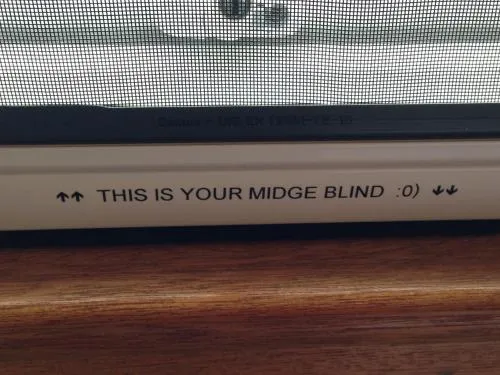 ↑↑ THIS IS YOUR MIDGE BLIND :0) ↓↓